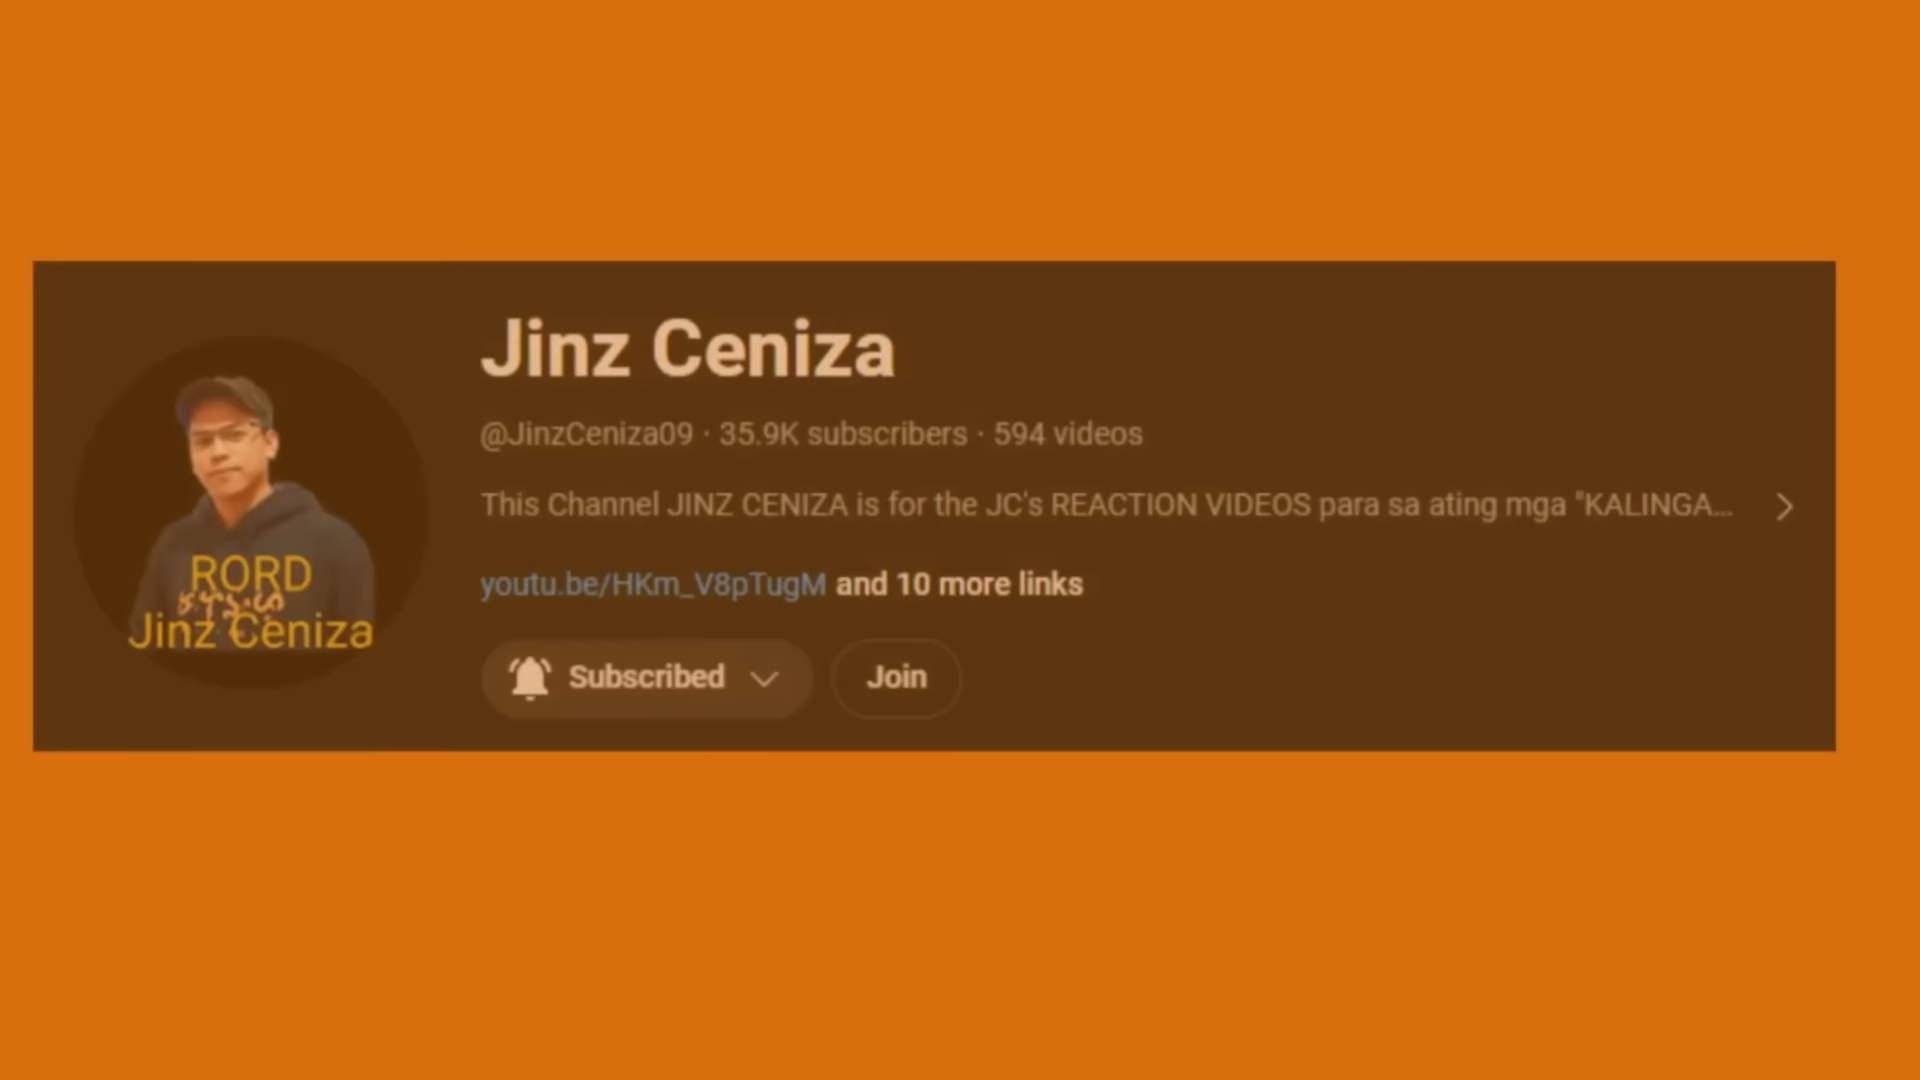 Jinz Ceniza
@JinzCeniza09 · 35.9K subscribers · 594 videos
This Channel JINZ CENIZA is for the JC's REACTION VIDEOS para sa ating mga "KALINGA...
youtu.be/HKm_V8pTugM and 10 more links
Subscribed
Join
RORD
Jinz Ceniza